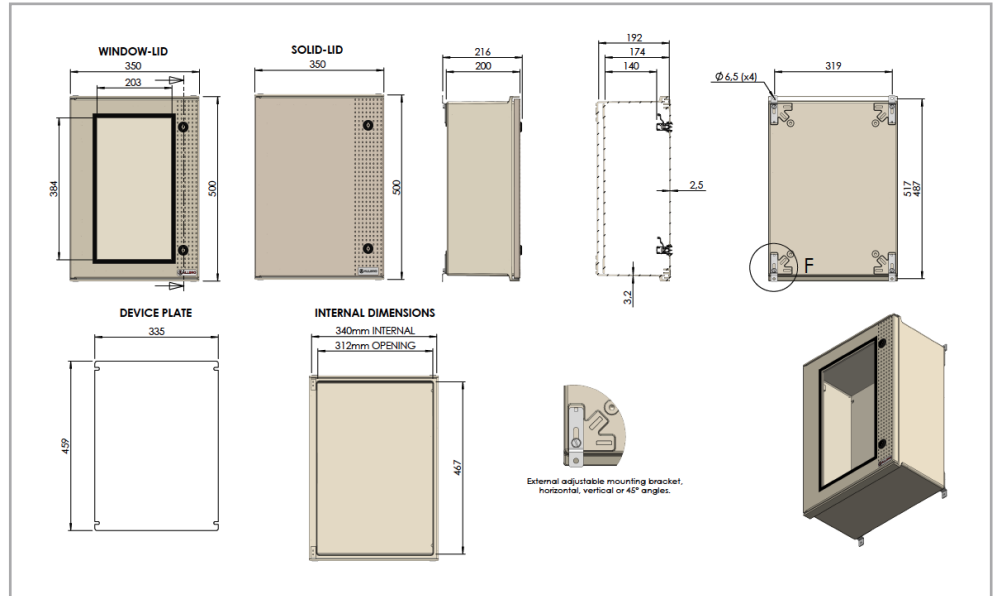 WINDOW-LID
350
203
384
500
SOLID-LID
350
500
216
200
192
174
140
2,5
3,2
Ø6,5 (x4)
319
517
487
F
DEVICE PLATE
335
459
INTERNAL DIMENSIONS
340mm INTERNAL
312mm OPENING
467
External adjustable mounting bracket,
horizontal, vertical or 45° angles.